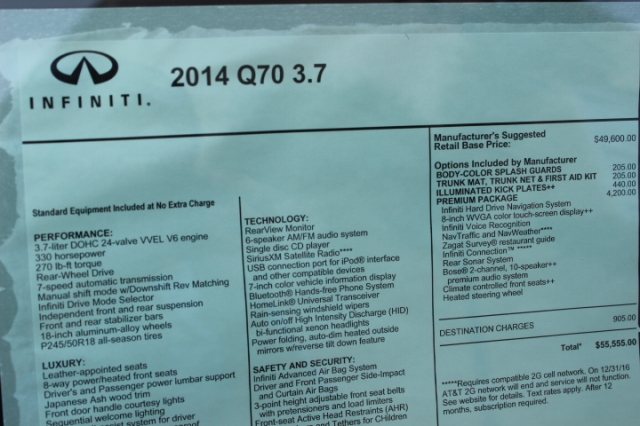 INFINITI.
2014 Q70 3.7
Standard Equipment Included at No Extra Charge
PERFORMANCE:
3.7-liter DOHC 24-valve VVEL V6 engine
330 horsepower
270 lb-ft torque
Rear-Wheel Drive
7-speed automatic transmission
Manual shift mode w/Downshift Rev Matching
Infiniti Drive Mode Selector
Independent front and rear suspension
Front and rear stabilizer bars
18-inch aluminum-alloy wheels
P245/50R18 all-season tires
LUXURY:
Leather-appointed seats
8-way power/heated front seats
Driver's and Passenger power lumbar support
Japanese Ash wood trim
Front door handle courtesy lights
Sequential welcome lighting
assist system for driver
TECHNOLOGY:
RearView Monitor
6-speaker AM/FM audio system
Single disc CD player
SiriusXM Satellite Radio****
USB connection port for iPod® interface
and other compatible devices
7-inch color vehicle information display
Bluetooth® Hands-free Phone System
HomeLink® Universal Transceiver
Rain-sensing windshield wipers
Auto on/off High Intensity Discharge (HID)
bi-functional xenon headlights
Power folding, auto-dim heated outside
mirrors w/reverse tilt down feature
SAFETY AND SECURITY:
Infiniti Advanced Air Bag System
Driver and Front Passenger Side-Impact
and Curtain Air Bags
3-point height adjustable front seat belts
with pretensioners and load limiters
Front-seat Active Head Restraints (AHR)
and Tethers for CHildren
Manufacturer's Suggested
Retail Base Price: $49,600.00
Options Included by Manufacturer
BODY-COLOR SPLASH GUARDS 205.00
TRUNK MAT, TRUNK NET & FIRST AID KIT 205.00
ILLUMINATED KICK PLATES++ 440.00
PREMIUM PACKAGE 4,200.00
Infiniti Hard Drive Navigation System
8-inch WVGA color touch-screen display++
Infiniti Voice Recognition
NavTraffic and NavWeather****
Zagat Survey® restaurant guide
Infiniti Connection™ *****
Rear Sonar System
Bose® 2-channel, 10-speaker++
premium audio system
Climate controlled front seats++
Heated steering wheel
DESTINATION CHARGES 905.00
Total* $55,555.00
*****Requires compatible 2G cell network. On 12/31/16
AT&T 2G network will end and service will not function.
See website for details. Text rates apply. After 12
months, subscription required.